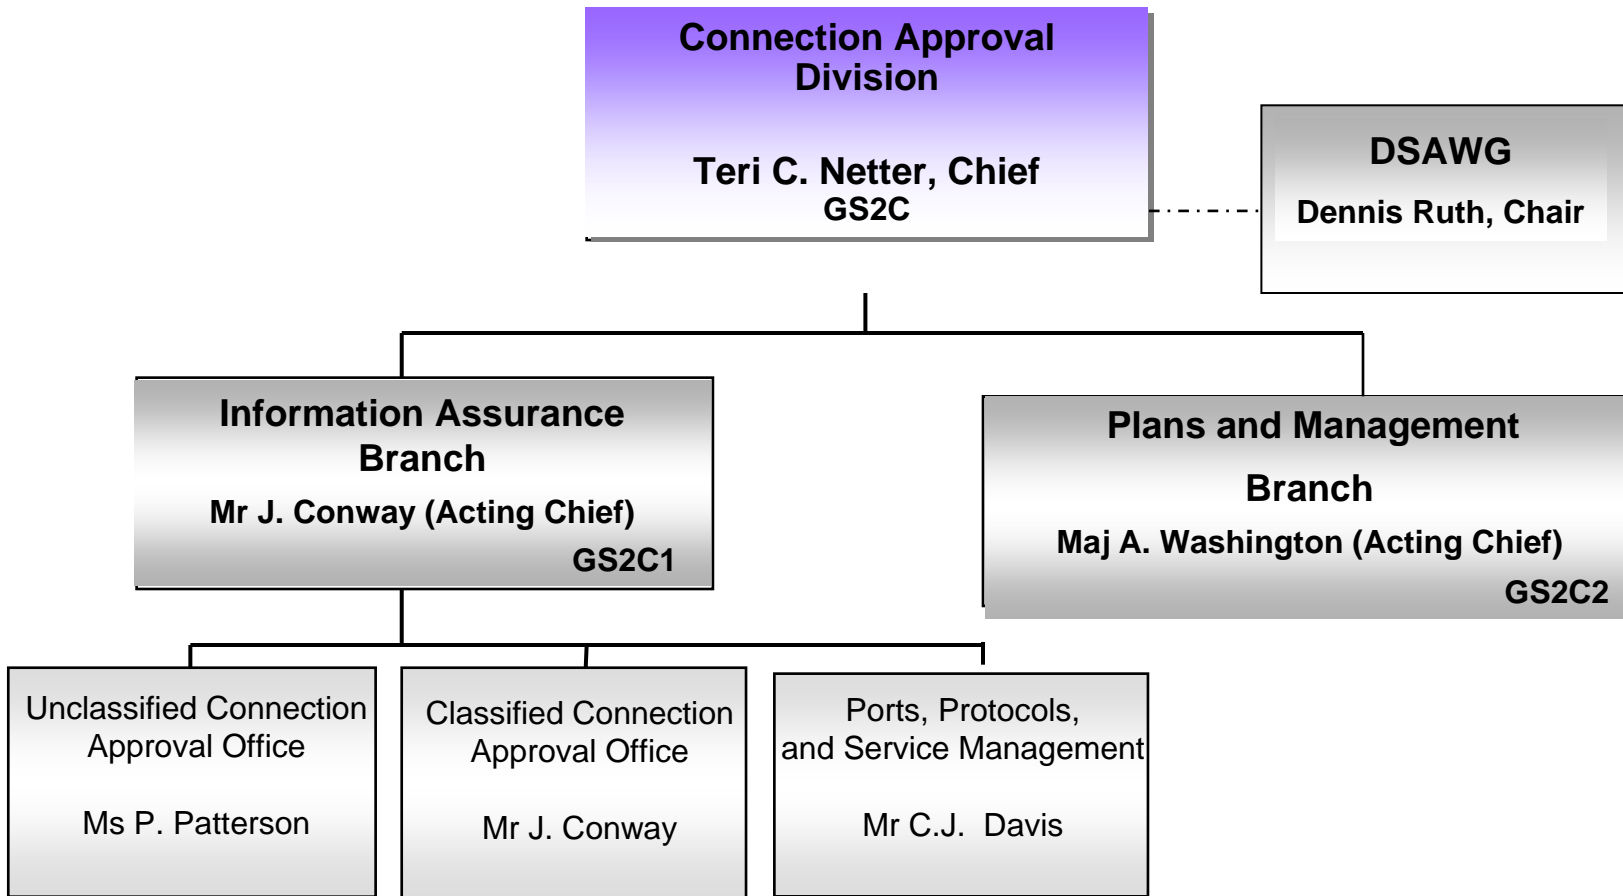 Connection Approval
Division
Teri C. Netter, Chief
GS2C
DSAWG
Dennis Ruth, Chair
Information Assurance
Branch
Mr J. Conway (Acting Chief)
GS2C1
Plans and Management
Branch
Maj A. Washington (Acting Chief)
GS2C2
Unclassified Connection
Approval Office
Ms P. Patterson
Classified Connection
Approval Office
Mr J. Conway
Ports, Protocols,
and Service Management
Mr C.J. Davis